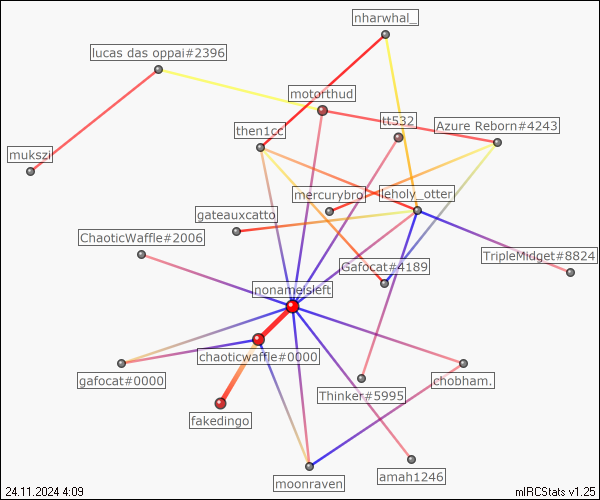 nharwhal_
lucas das oppai#2396
motorthud
tt532
Azure Reborn#4243
then1cc
mukszi
mercurybro
leholy_otter
gateauxcatto
ChaoticWaffle#2006
TripleMidget#8824
Gafocat#4189
nonameisleft
chaoticwaffle#0000
gafocat#0000
Thinker#5995
chobham.
fakedingo
moonraven
amah1246
24.11.2024 4:09
mIRCStats v1.25